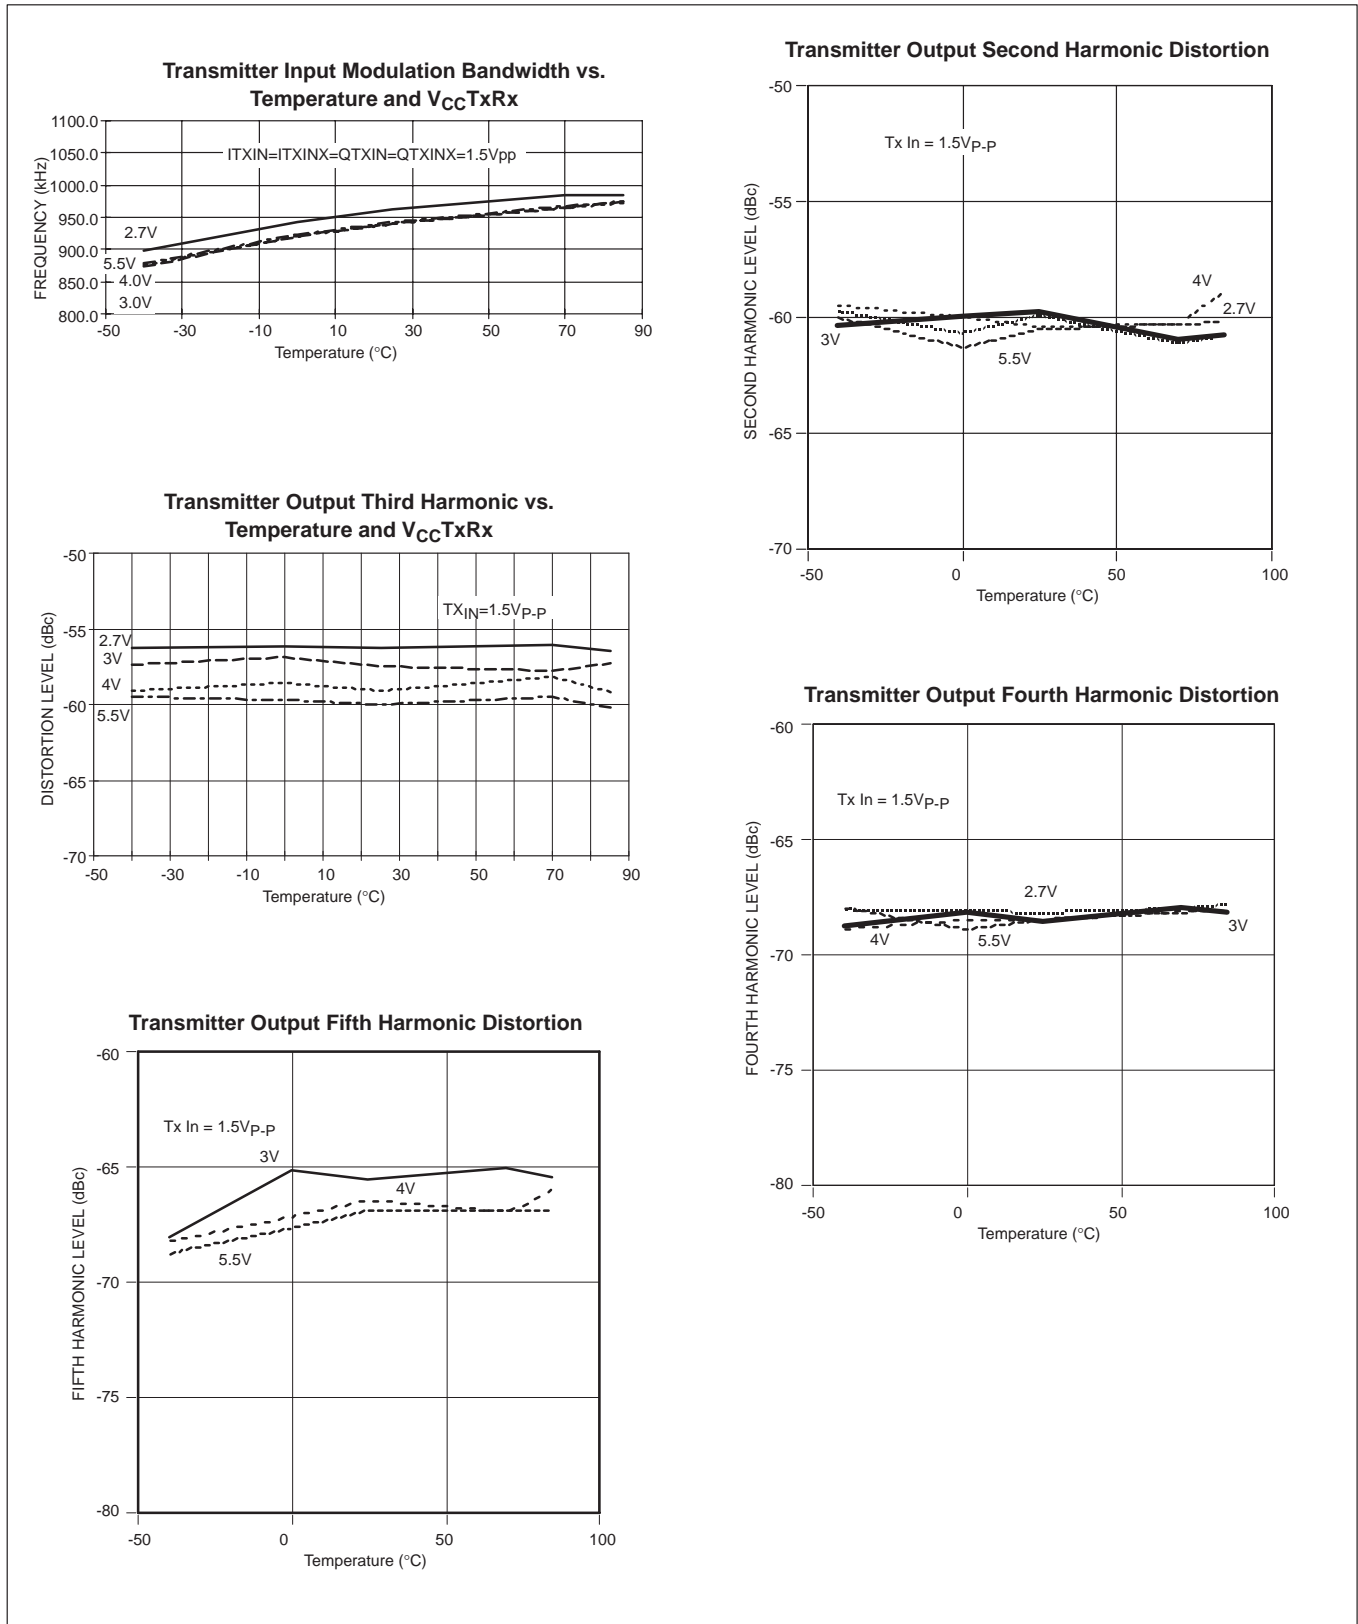 Transmitter Input Modulation Bandwidth vs.
Temperature and VCCTxRx
FREQUENCY (kHz)
1100.0
1050.0
1000.0
950.0
900.0
850.0
800.0
ITXIN=ITXINX=QTXIN=QTXINX=1.5Vpp
2.7V
5.5V
4.0V
3.0V
-50 -30 -10 10 30 50 70 90
Temperature (°C)
Transmitter Output Second Harmonic Distortion
SECOND HARMONIC LEVEL (dBc)
-50
-55
-60
-65
-70
Tx In = 1.5VP-P
4V
2.7V
3V
5.5V
-50 0 50 100
Temperature (°C)
Transmitter Output Third Harmonic vs.
Temperature and VCCTxRx
DISTORTION LEVEL (dBc)
-50
-55
-60
-65
-70
TXIN=1.5VP-P
2.7V
3V
4V
5.5V
-50 -30 -10 10 30 50 70 90
Temperature (°C)
Transmitter Output Fourth Harmonic Distortion
FOURTH HARMONIC LEVEL (dBc)
-60
-65
-70
-75
-80
Tx In = 1.5VP-P
2.7V
4V
5.5V
3V
-50 0 50 100
Temperature (°C)
Transmitter Output Fifth Harmonic Distortion
FIFTH HARMONIC LEVEL (dBc)
-60
-65
-70
-75
-80
Tx In = 1.5VP-P
3V
4V
5.5V
-50 0 50 100
Temperature (°C)